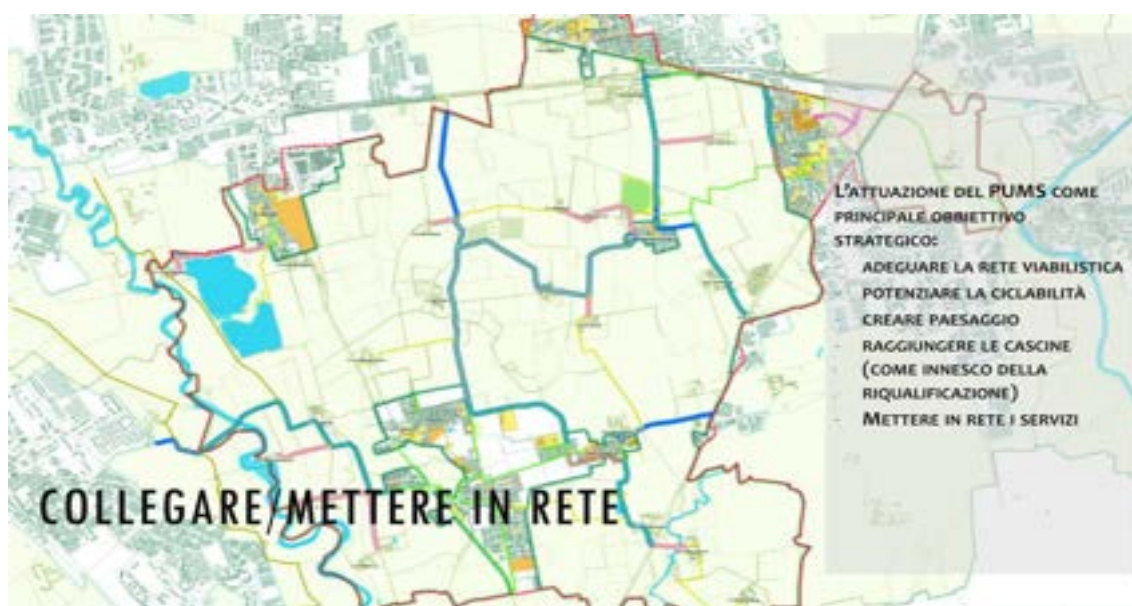 L'ATTUAZIONE DEL PUMS COME
PRINCIPALE OBBIETTIVO
STRATEGICO:
- ADEGUARE LA RETE VIABILISTICA
- POTENZIARE LA CICLABILITÀ
- CREARE PAESAGGIO
- RAGGIUNGERE LE CASCINE
(COME INNESCO DELLA
RIQUALIFICAZIONE)
- METTERE IN RETE I SERVIZI
COLLEGARE/METTERE IN RETE